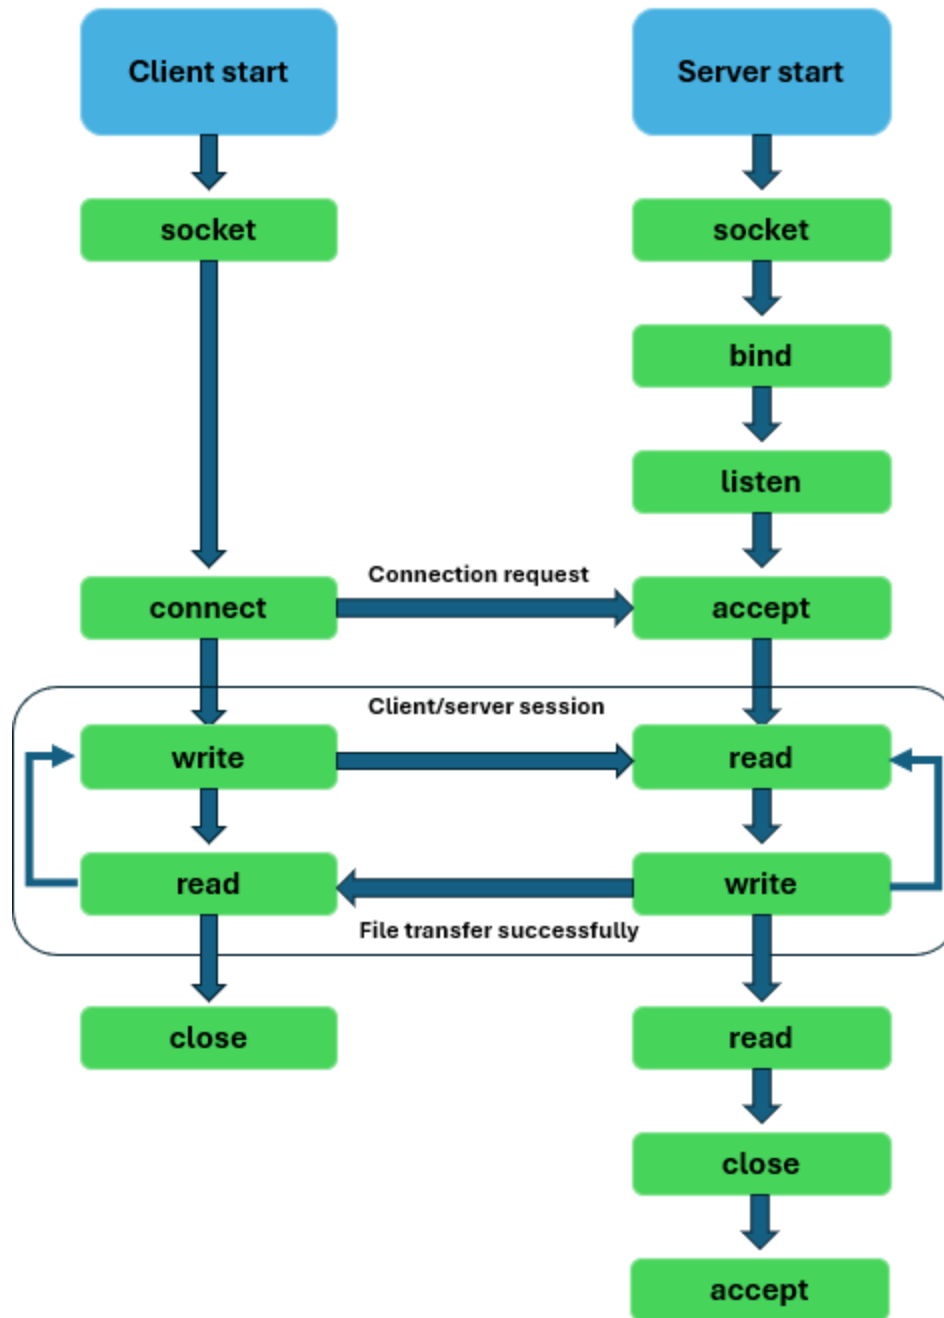 Client start
Server start
socket
socket
bind
listen
Connection request
connect
accept
Client/server session
write
read
read
write
File transfer successfully
close
read
close
accept